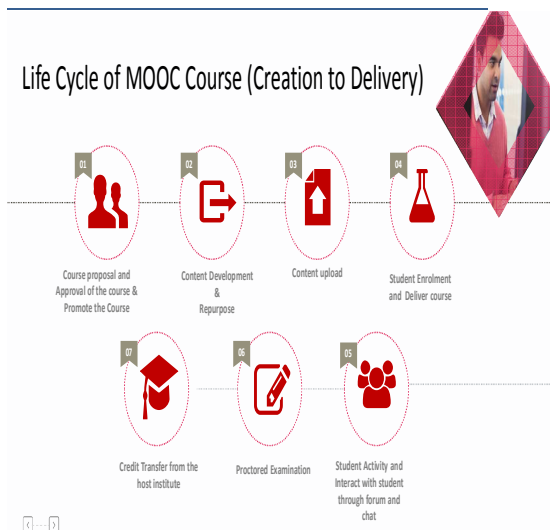 Life Cycle of MOOC Course (Creation to Delivery)
01
02
03
04
Course proposal and
Approval of the course &
Promote the Course
Content Development
&
Repurpose
Content upload
Student Enrolment
and Deliver course
07
06
05
Credit Transfer from the
host institute
Proctored Examination
Student Activity and
Interact with student
through forum and
chat